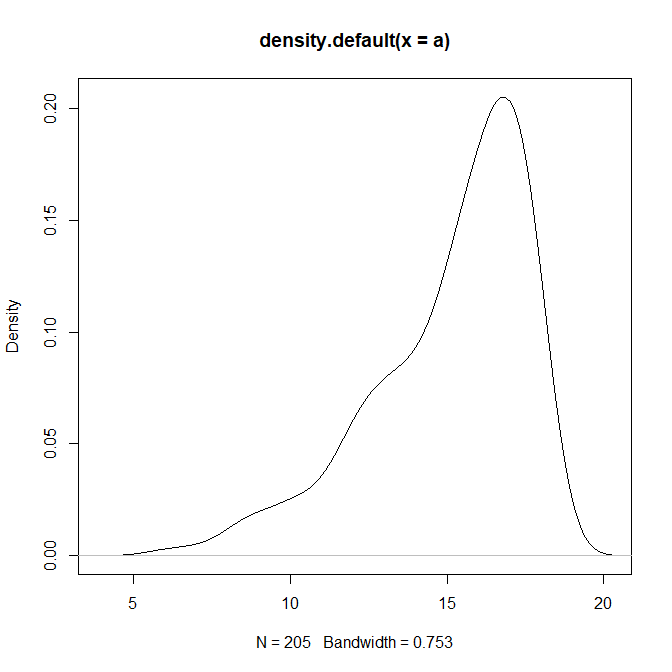 density.default(x = a)
Density
0.20
0.15
0.10
0.05
0.00
5 10 15 20
N = 205 Bandwidth = 0.753